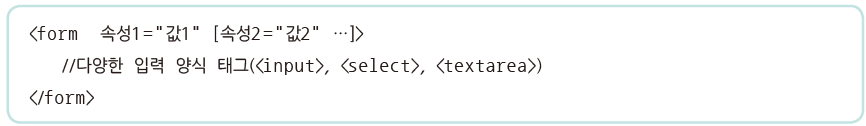 <form 속성1="값1" [속성2="값2" …]>
//다양한 입력 양식 태그(<input>, <select>, <textarea>)
</form>